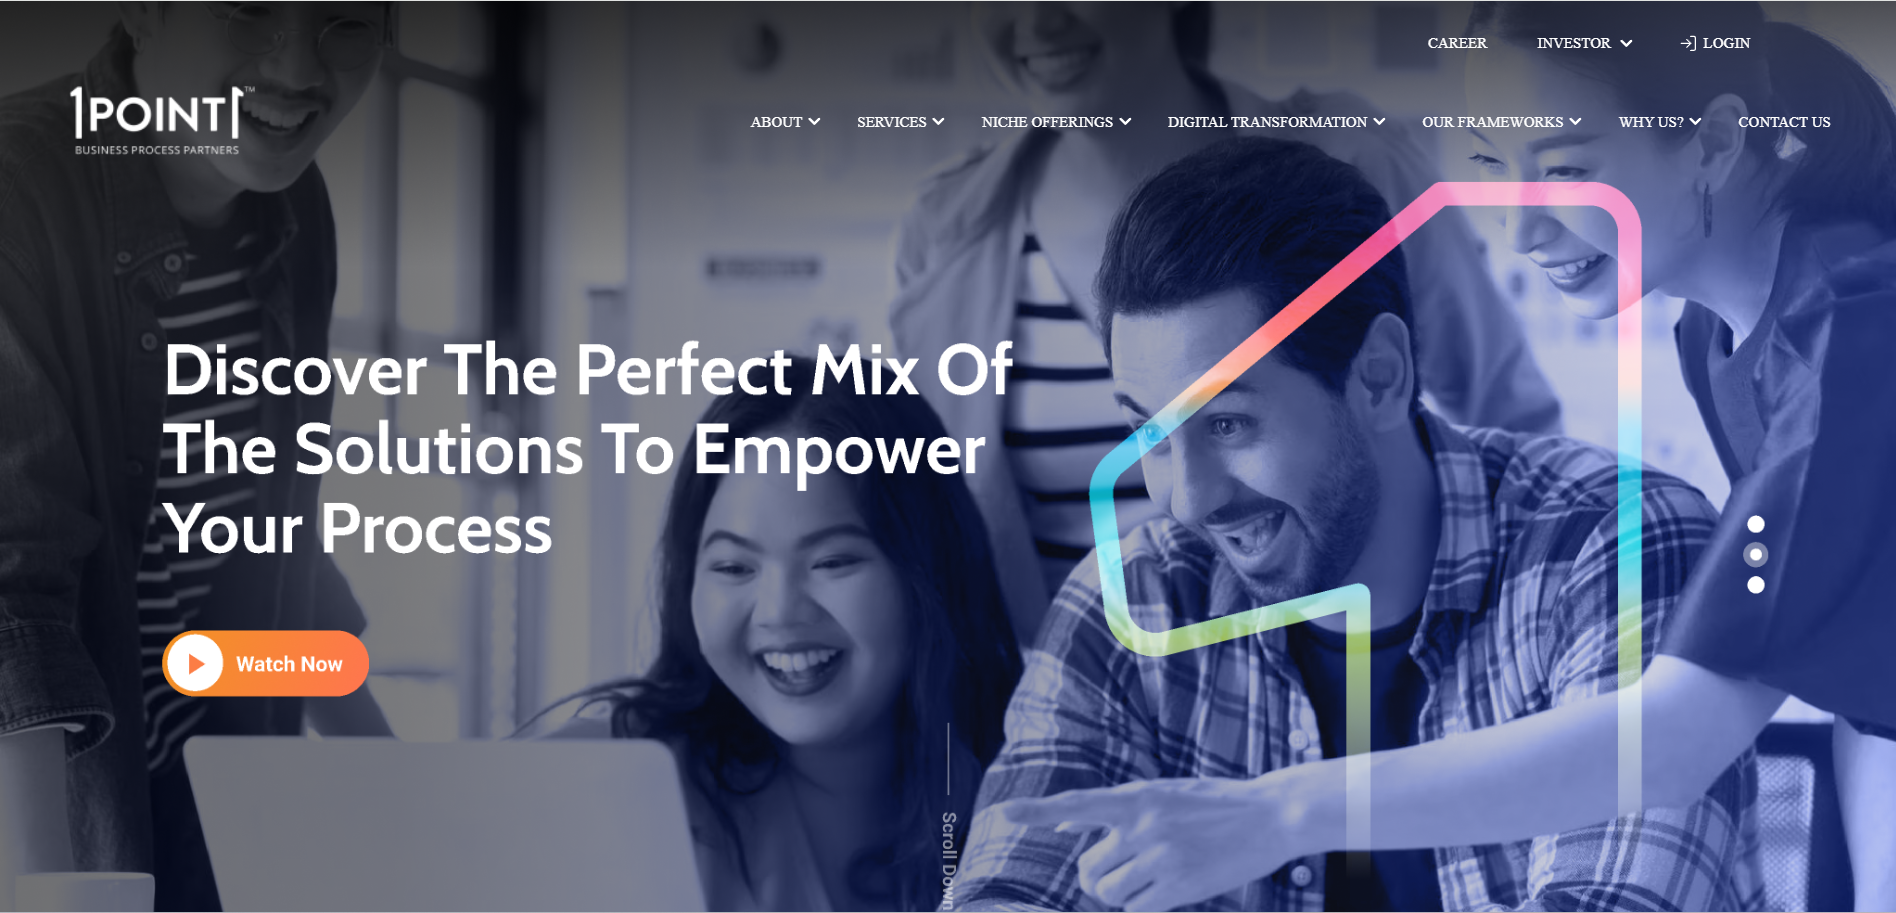 CAREER
INVESTOR
LOGIN
1POINT1™
BUSINESS PROCESS PARTNERS
ABOUT
SERVICES
NICHE OFFERINGS
DIGITAL TRANSFORMATION
OUR FRAMEWORKS
WHY US?
CONTACT US
Discover The Perfect Mix Of
The Solutions To Empower
Your Process
Watch Now
Scroll Down